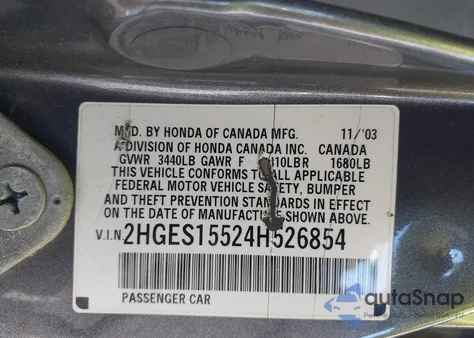 MFD. BY HONDA OF CANADA MFG. 11/'03
A DIVISION OF HONDA CANADA INC. CANADA
GVWR 3440LB GAWR F 810LBR 1680LB
THIS VEHICLE CONFORMS TO ALL APPLICABLE
FEDERAL MOTOR VEHICLE SAFETY, BUMPER
AND THEFT PREVENTION STANDARDS IN EFFECT
ON THE DATE OF MANUFACTURE SHOWN ABOVE.
V.I.N. 2HGES15524H526854
PASSENGER CAR
autaSnap